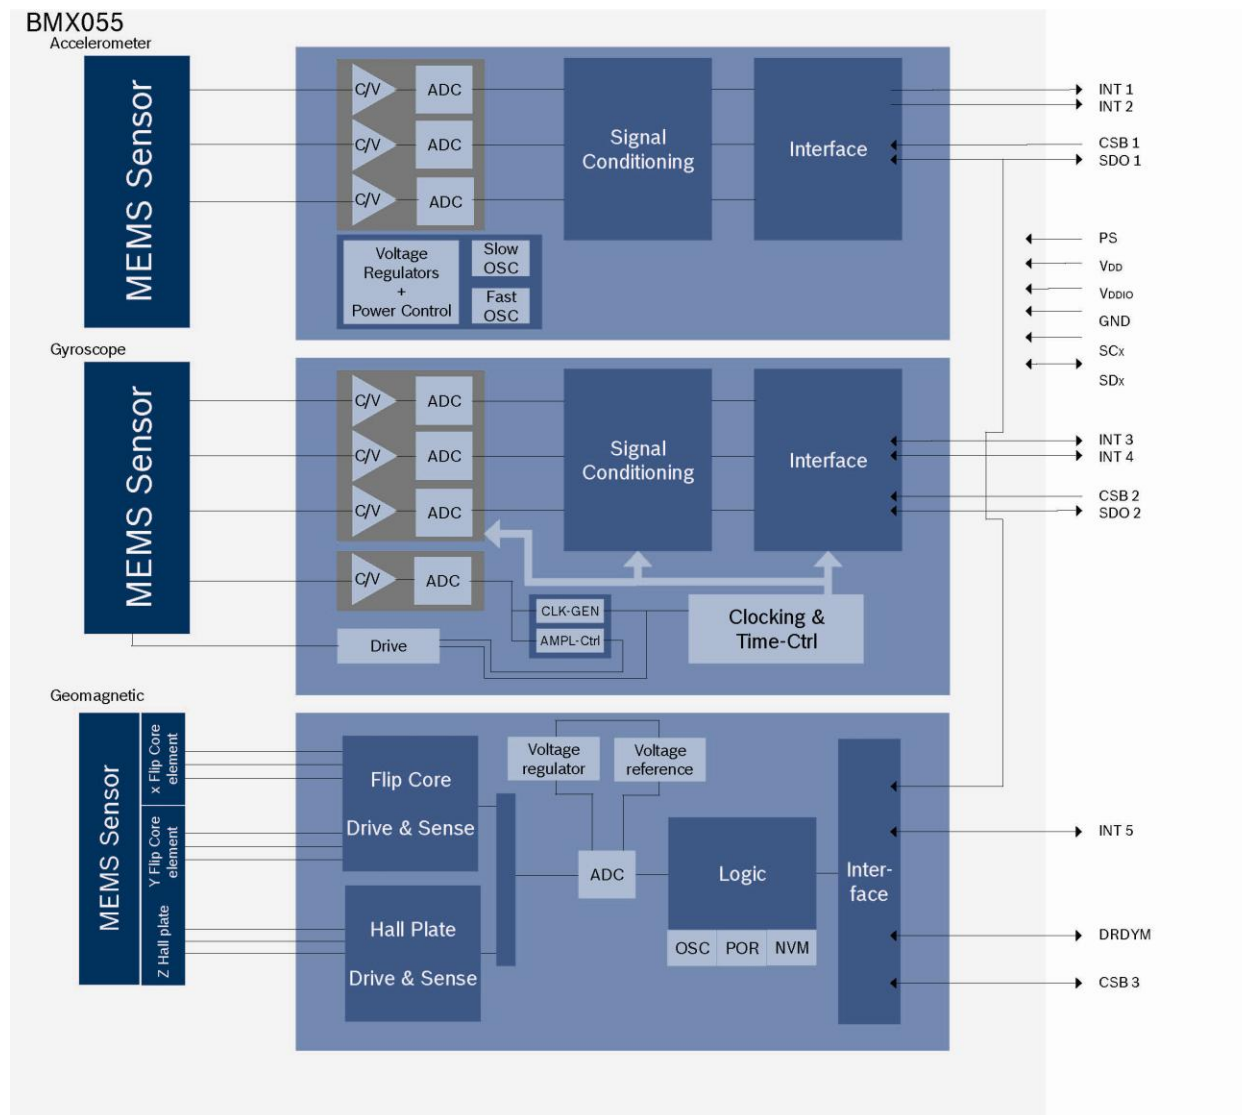 BMX055
Accelerometer
MEMS Sensor
C/V
ADC
C/V
ADC
C/V
ADC
Signal
Conditioning
Interface
Voltage
Regulators
+
Power Control
Slow
OSC
Fast
OSC
INT 1
INT 2
CSB 1
SDO 1
PS
VDD
VDDIO
GND
SCx
SDx
Gyroscope
MEMS Sensor
C/V
ADC
C/V
ADC
C/V
ADC
C/V
ADC
Signal
Conditioning
Interface
CLK-GEN
AMPL-Ctrl
Drive
Clocking &
Time-Ctrl
INT 3
INT 4
CSB 2
SDO 2
Geomagnetic
MEMS Sensor
x Flip Core
element
Y Flip Core
element
Z Hall plate
Flip Core
Drive & Sense
Hall Plate
Drive & Sense
Voltage
regulator
Voltage
reference
ADC
Logic
OSC
POR
NVM
Inter-
face
INT 5
DRDYM
CSB 3